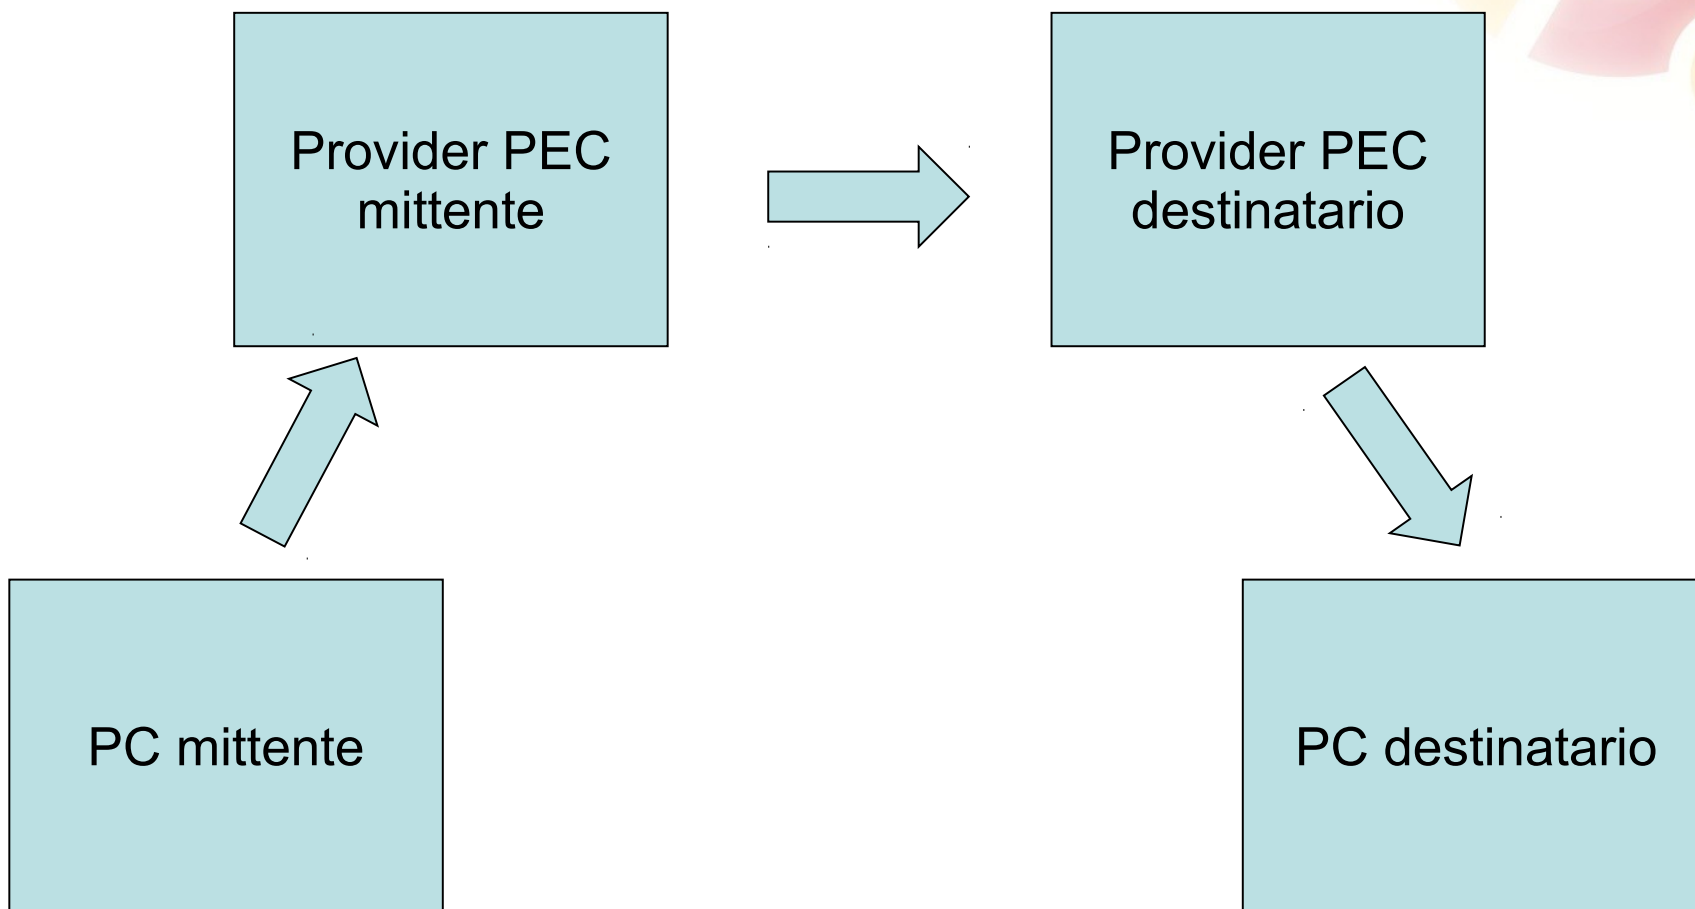 Provider PEC
mittente
Provider PEC
destinatario
PC mittente
PC destinatario